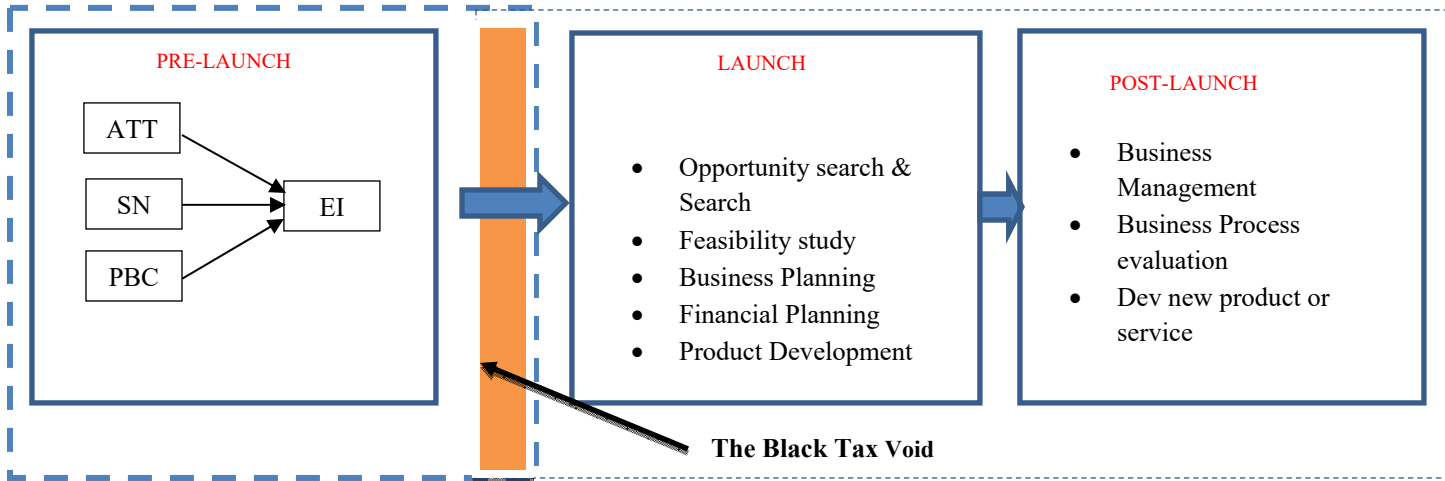 PRE-LAUNCH
ATT
SN
PBC
EI
LAUNCH
• Opportunity search &
Search
• Feasibility study
• Business Planning
• Financial Planning
• Product Development
POST-LAUNCH
• Business
Management
• Business Process
evaluation
• Dev new product or
service
The Black Tax Void